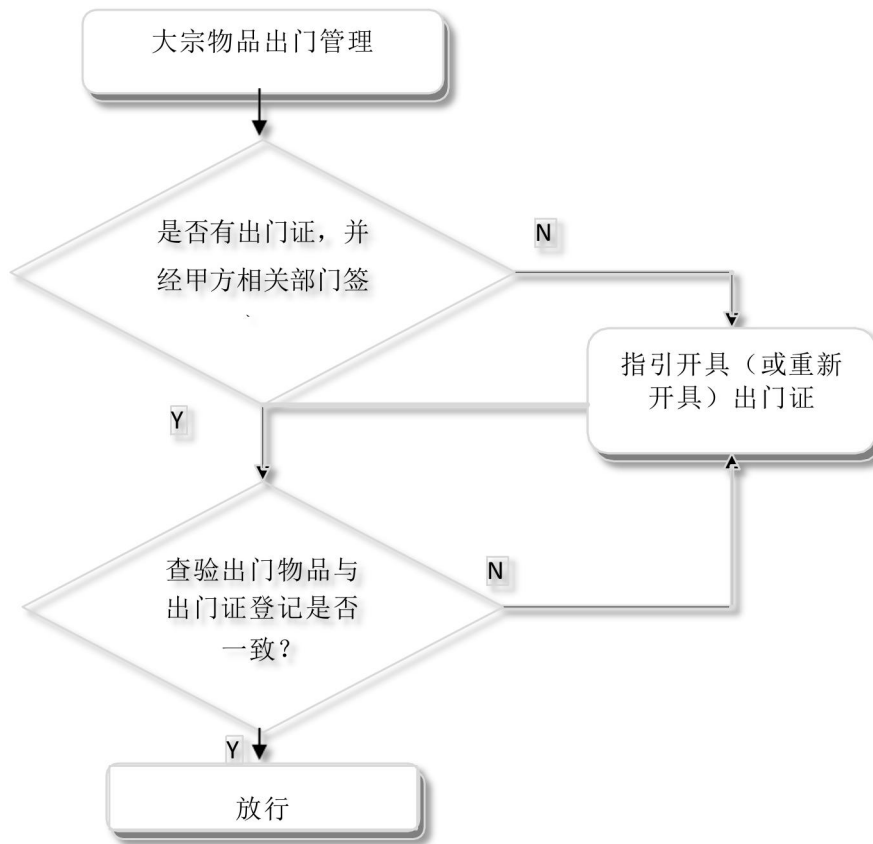 大宗物品出门管理
是否有出门证，并
N
经甲方相关部门签
指引开具（或重新
开具）出门证
Y
查验出门物品与
N
出门证登记是否
一致？
Y
放行